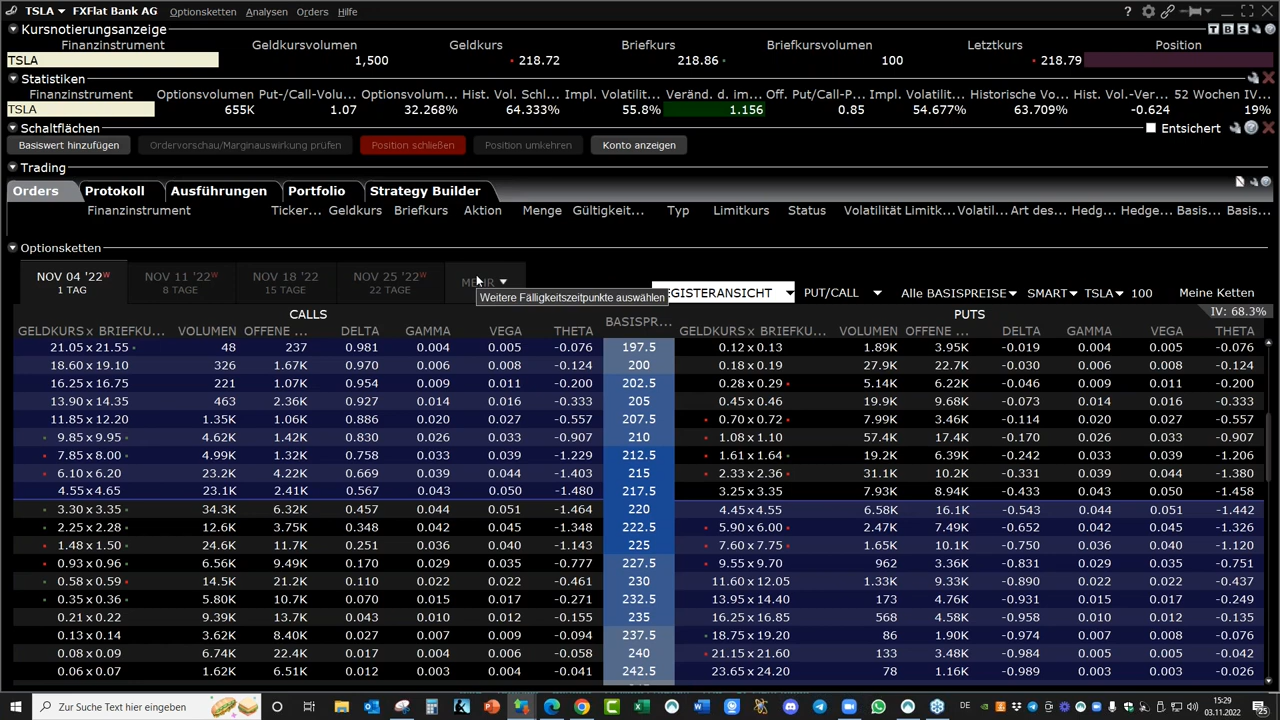 TSLA FXFlat Bank AG Optionsketten Analysen Orders Hilfe ?
Kursnotierungsanzeige T B S
Finanzinstrument Geldkursvolumen Geldkurs Briefkurs Briefkursvolumen Letztkurs Position
TSLA 1,500 218.72 218.86 100 218.79
Statistiken
Finanzinstrument Optionsvolumen Put-/Call-Volu... Optionsvolum... Hist. Vol. Schl... Impl. Volatilit... Veränd. d. im... Off. Put/Call-P... Impl. Volatilit... Historische Vo... Hist. Vol.-Ver... 52 Wochen IV...
TSLA 655K 1.07 32.268% 64.333% 55.8% 1.156 0.85 54.677% 63.709% -0.624 19%
Schaltflächen Entsichert
Basiswert hinzufügen Ordervorschau/Marginauswirkung prüfen Position schließen Position umkehren Konto anzeigen
Trading
Orders Protokoll Ausführungen Portfolio Strategy Builder
Finanzinstrument Ticker... Geldkurs Briefkurs Aktion Menge Gültigkeit... Typ Limitkurs Status Volatilität Limitk... Volatil... Art des... Hedg... Hedge... Basis... Basis...
Optionsketten
NOV 04 '22 W NOV 11 '22 W NOV 18 '22 NOV 25 '22 W MEHR
1 TAG 8 TAGE 15 TAGE 22 TAGE
Weitere Fälligkeitszeitpunkte auswählen
GISTERANSICHT PUT/CALL Alle BASISPREISE SMART TSLA 100 Meine Ketten
CALLS BASISPR... PUTS IV: 68.3%
GELDKURS x BRIEFKU... VOLUMEN OFFENE ... DELTA GAMMA VEGA THETA GELDKURS x BRIEFKU... VOLUMEN OFFENE ... DELTA GAMMA VEGA THETA
21.05 x 21.55 48 237 0.981 0.004 0.005 -0.076 197.5 0.12 x 0.13 1.89K 3.95K -0.019 0.004 0.005 -0.076
18.60 x 19.10 326 1.67K 0.970 0.006 0.008 -0.124 200 0.18 x 0.19 27.9K 22.7K -0.030 0.006 0.008 -0.124
16.25 x 16.75 221 1.07K 0.954 0.009 0.011 -0.200 202.5 0.28 x 0.29 5.14K 6.22K -0.046 0.009 0.011 -0.200
13.90 x 14.35 463 2.36K 0.927 0.014 0.016 -0.333 205 0.45 x 0.46 19.9K 9.68K -0.073 0.014 0.016 -0.333
11.85 x 12.20 1.35K 1.06K 0.886 0.020 0.027 -0.557 207.5 0.70 x 0.72 7.99K 3.46K -0.114 0.020 0.027 -0.557
9.85 x 9.95 4.62K 1.42K 0.830 0.026 0.033 -0.907 210 1.08 x 1.10 57.4K 17.4K -0.170 0.026 0.033 -0.907
7.85 x 8.00 4.99K 1.32K 0.758 0.033 0.039 -1.229 212.5 1.61 x 1.64 19.2K 6.39K -0.242 0.033 0.039 -1.206
6.10 x 6.20 23.2K 4.22K 0.669 0.039 0.044 -1.403 215 2.33 x 2.36 31.1K 10.2K -0.331 0.039 0.044 -1.380
4.55 x 4.65 23.1K 2.41K 0.567 0.043 0.050 -1.480 217.5 3.25 x 3.35 7.93K 8.94K -0.433 0.043 0.050 -1.458
3.30 x 3.35 34.3K 6.32K 0.457 0.044 0.051 -1.464 220 4.45 x 4.55 6.58K 16.1K -0.543 0.044 0.051 -1.442
2.25 x 2.28 12.6K 3.75K 0.348 0.042 0.045 -1.348 222.5 5.90 x 6.00 2.47K 7.49K -0.652 0.042 0.041 -1.326
1.48 x 1.50 24.6K 11.7K 0.251 0.036 0.040 -1.143 225 7.60 x 7.75 1.65K 10.1K -0.750 0.036 0.040 -1.120
0.93 x 0.96 6.56K 9.49K 0.170 0.029 0.035 -0.777 227.5 9.55 x 9.70 962 3.36K -0.831 0.029 0.035 -0.751
0.58 x 0.59 14.5K 21.2K 0.110 0.022 0.022 -0.461 230 11.60 x 12.05 1.33K 9.33K -0.890 0.022 0.022 -0.437
0.35 x 0.36 5.80K 10.7K 0.070 0.015 0.017 -0.271 232.5 13.95 x 14.40 173 4.76K -0.931 0.015 0.016 -0.249
0.21 x 0.22 9.39K 13.7K 0.043 0.010 0.011 -0.155 235 16.25 x 16.85 568 4.58K -0.958 0.010 0.012 -0.135
0.13 x 0.14 3.62K 8.40K 0.027 0.007 0.009 -0.094 237.5 18.75 x 19.20 86 1.90K -0.974 0.007 0.008 -0.076
0.08 x 0.09 6.74K 22.4K 0.017 0.004 0.006 -0.058 240 21.15 x 21.60 133 3.48K -0.984 0.005 0.005 -0.042
0.06 x 0.07 1.62K 6.51K 0.012 0.003 0.004 -0.041 242.5 23.65 x 24.20 78 1.16K -0.989 0.003 0.004 -0.026
Zur Suche Text hier eingeben DE 15:29
03.11.2022